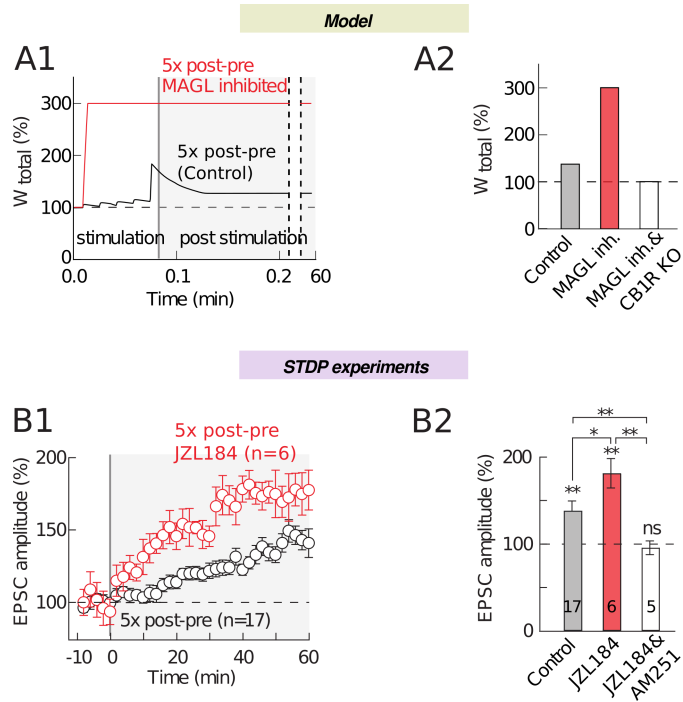 Model
A1
5x post-pre
MAGL inhibited
5x post-pre
(Control)
W total (%)
300
200
100
stimulation
post stimulation
0.0
0.1
0.2
60
Time (min)
A2
W total (%)
300
200
100
0
Control
MAGL inh.
MAGL inh.&
CB1R KO
STDP experiments
B1
5x post-pre
JZL184 (n=6)
EPSC amplitude (%)
200
150
100
5x post-pre (n=17)
-10
0
20
40
60
Time (min)
B2
EPSC amplitude (%)
200
100
0
**
*
**
**
**
ns
17
6
5
Control
JZL184
JZL184&
AM251